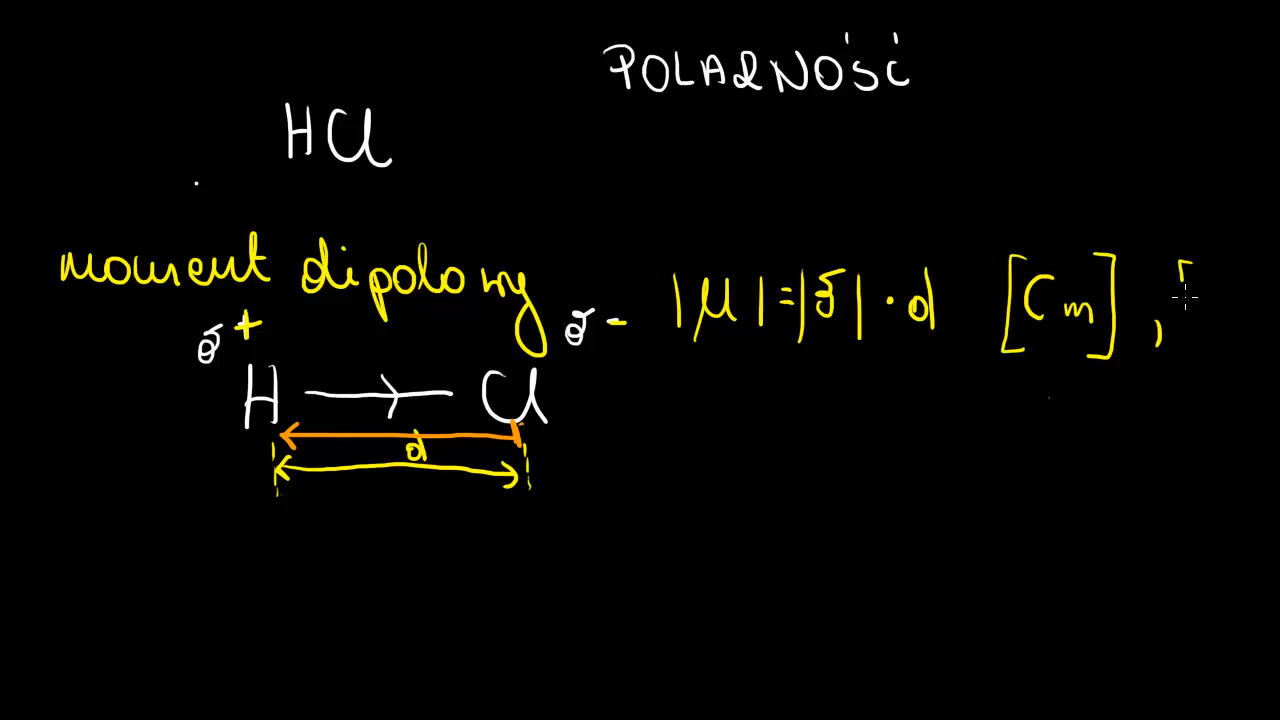 POLARNOŚĆ
HCl
moment dipolowy
|μ| = |δ| · d [Cm], [
δ+ δ-
H Cl
d